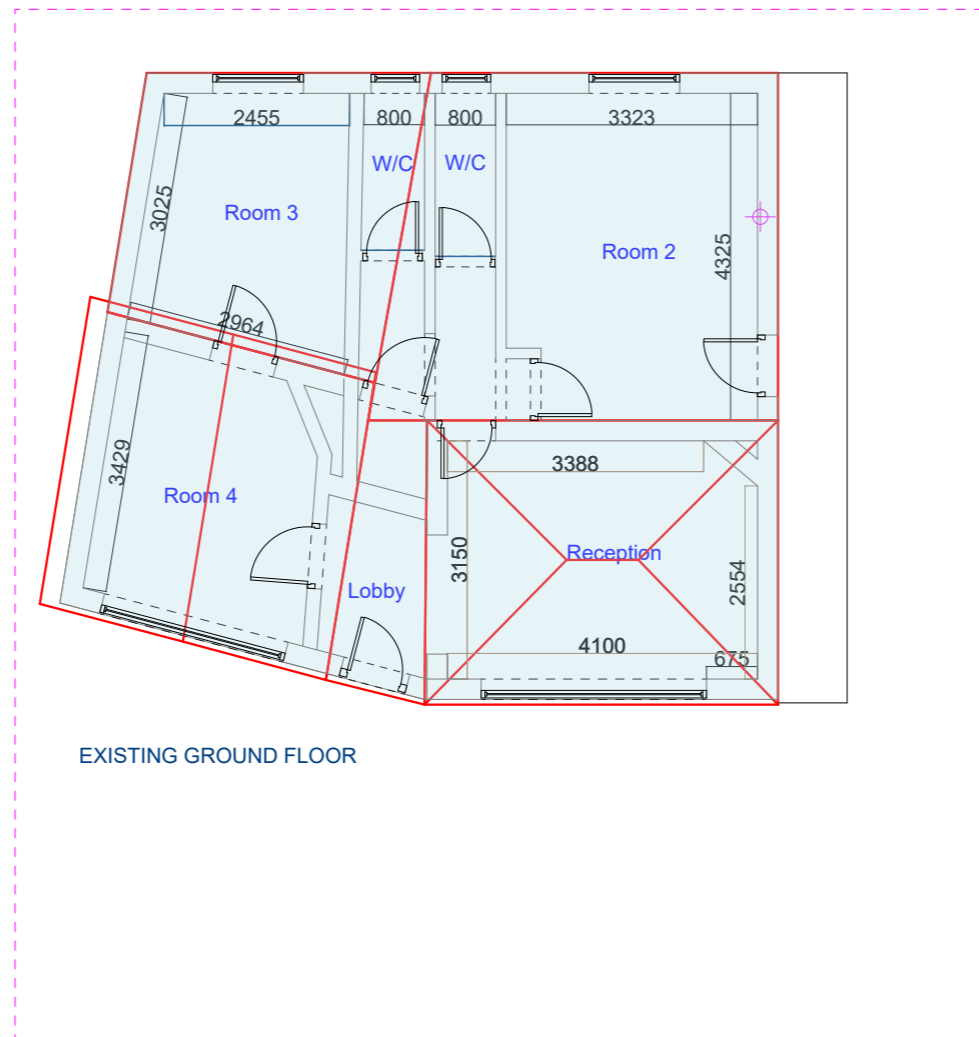 2455
800
800
3323
W/C
W/C
3025
Room 3
Room 2
4325
2964
3429
Room 4
3388
3150
Reception
2554
Lobby
4100
675
EXISTING GROUND FLOOR